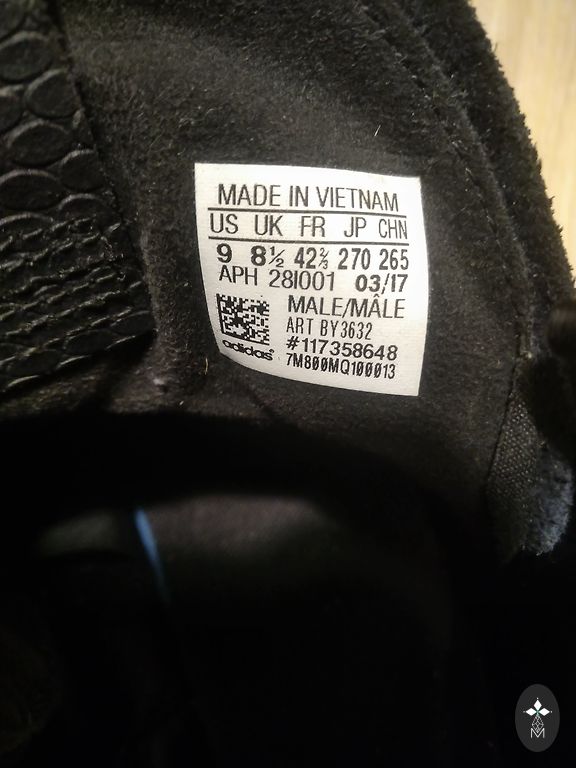 MADE IN VIETNAM
US UK FR JP CHN
9 8½ 42⅔ 270 265
APH 28I001 03/17
MALE/MÂLE
ART BY3632
#117358648
adidas®
7M800MQ100013
M